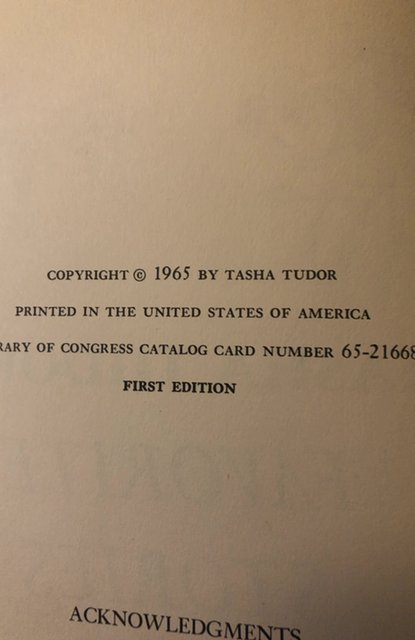 COPYRIGHT © 1965 BY TASHA TUDOR
PRINTED IN THE UNITED STATES OF AMERICA
RARY OF CONGRESS CATALOG CARD NUMBER 65-21668
FIRST EDITION
ACKNOWLEDGMENTS